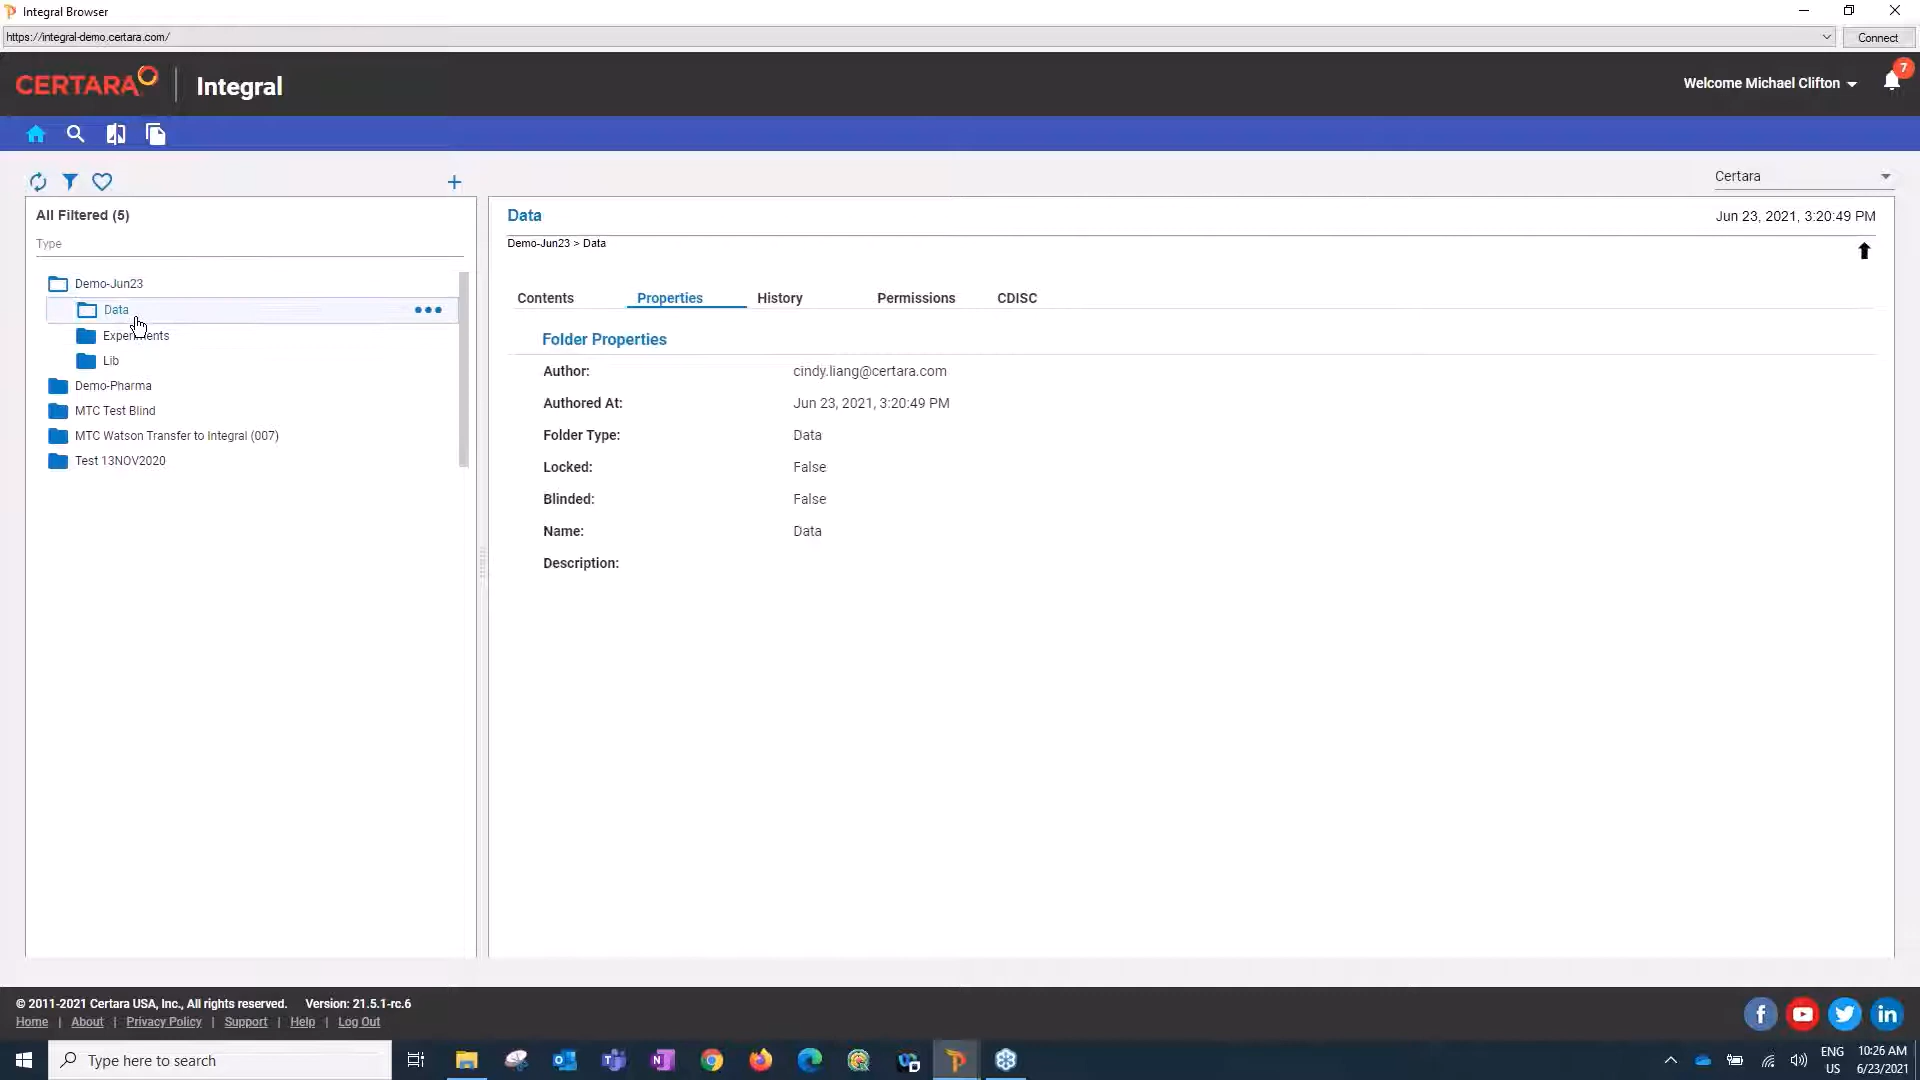 Integral Browser
https://integral-demo.certara.com/
Connect
CERTARA
Integral
Welcome Michael Clifton
7
Certara
All Filtered (5)
Type
Demo-Jun23
Data
Experiments
Lib
Demo-Pharma
MTC Test Blind
MTC Watson Transfer to Integral (007)
Test 13NOV2020
Data
Jun 23, 2021, 3:20:49 PM
Demo-Jun23 > Data
Contents Properties History Permissions CDISC
Folder Properties
Author: cindy.liang@certara.com
Authored At: Jun 23, 2021, 3:20:49 PM
Folder Type: Data
Locked: False
Blinded: False
Name: Data
Description:
© 2011-2021 Certara USA, Inc., All rights reserved. Version: 21.5.1-rc.6
Home | About | Privacy Policy | Support | Help | Log Out
Type here to search
ENG
US
10:26 AM
6/23/2021